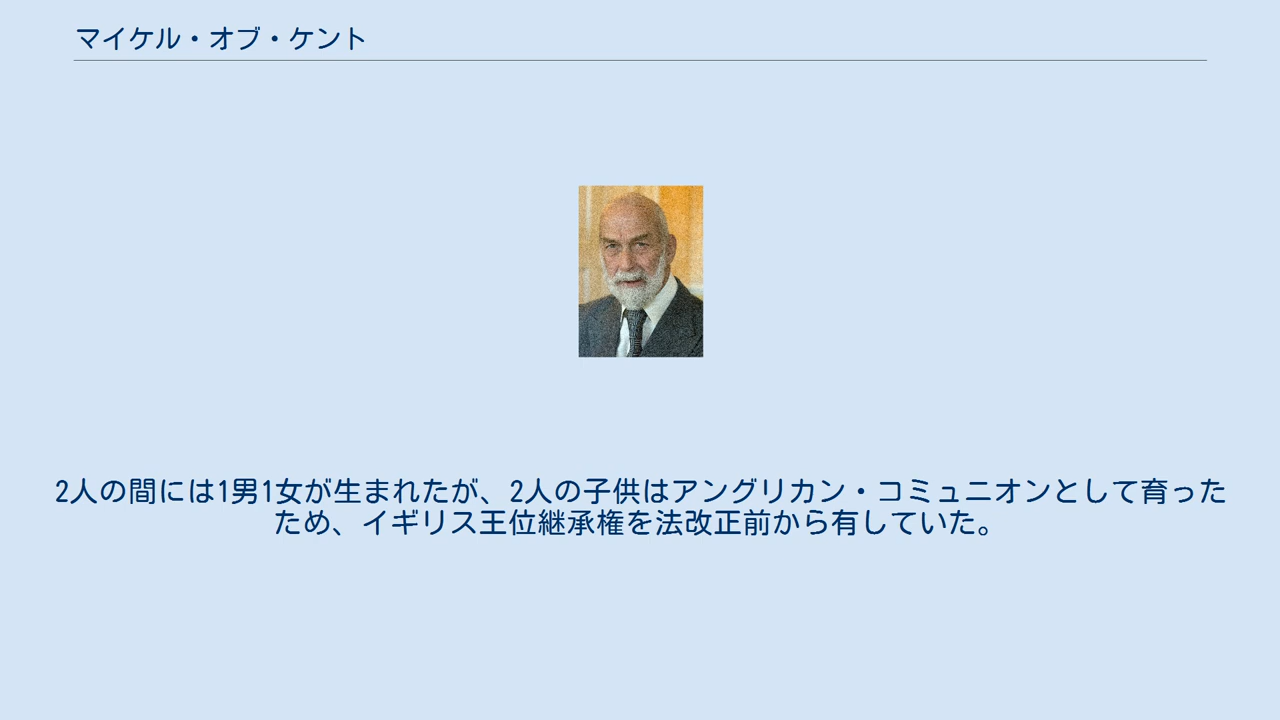 マイケル・オブ・ケント
2人の間には1男1女が生まれたが、2人の子供はアングリカン・コミュニオンとして育った
ため、イギリス王位継承権を法改正前から有していた。